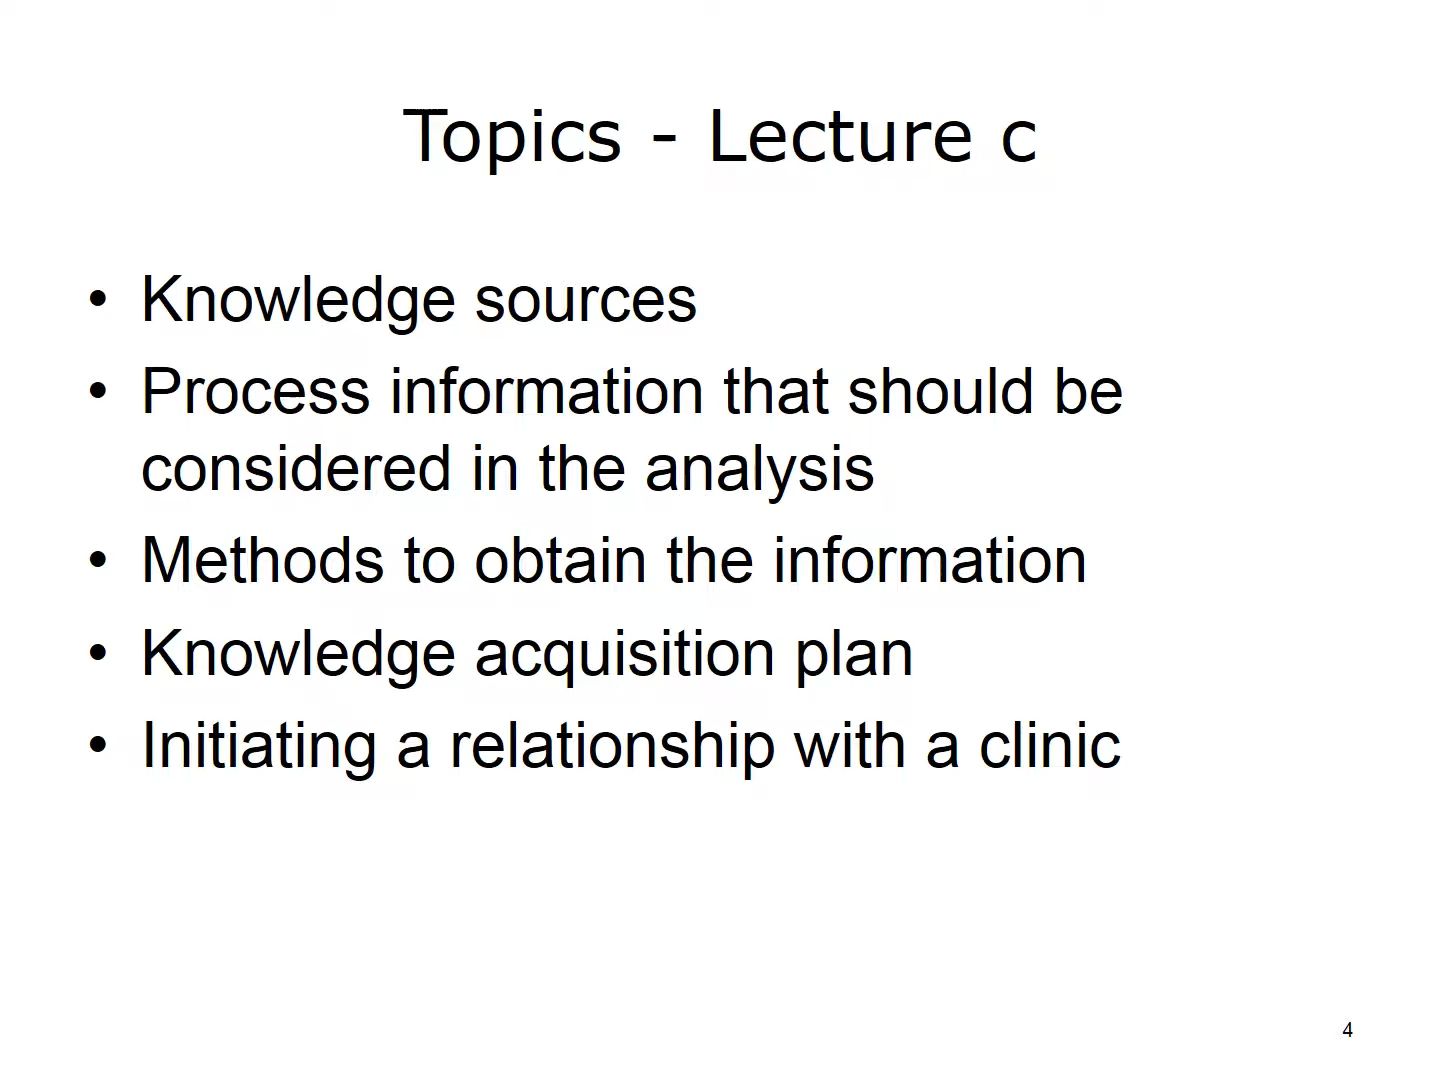 Topics - Lecture c
• Knowledge sources
• Process information that should be
considered in the analysis
• Methods to obtain the information
• Knowledge acquisition plan
• Initiating a relationship with a clinic
4